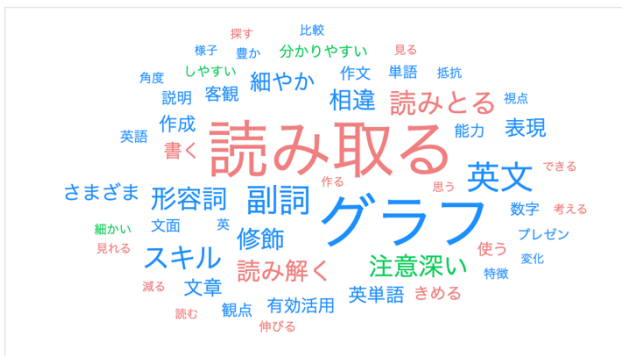 探す 比較
様子 豊か 分かりやすい 見る
角度 しやすい 細やか 作文 単語 抵抗
説明 客観 相違 読みとる 視点
英語 作成 読み取る 能力 表現
書く
さまざま 形容詞 副詞 作る 思う 英文 できる
細かい 文面 英 グラフ 数字 考える
見れる 修飾 使う プレゼン
スキル 読み解く 注意深い 特徴 変化
減る 文章 英単語 きめる
読む 観点 有効活用
伸びる